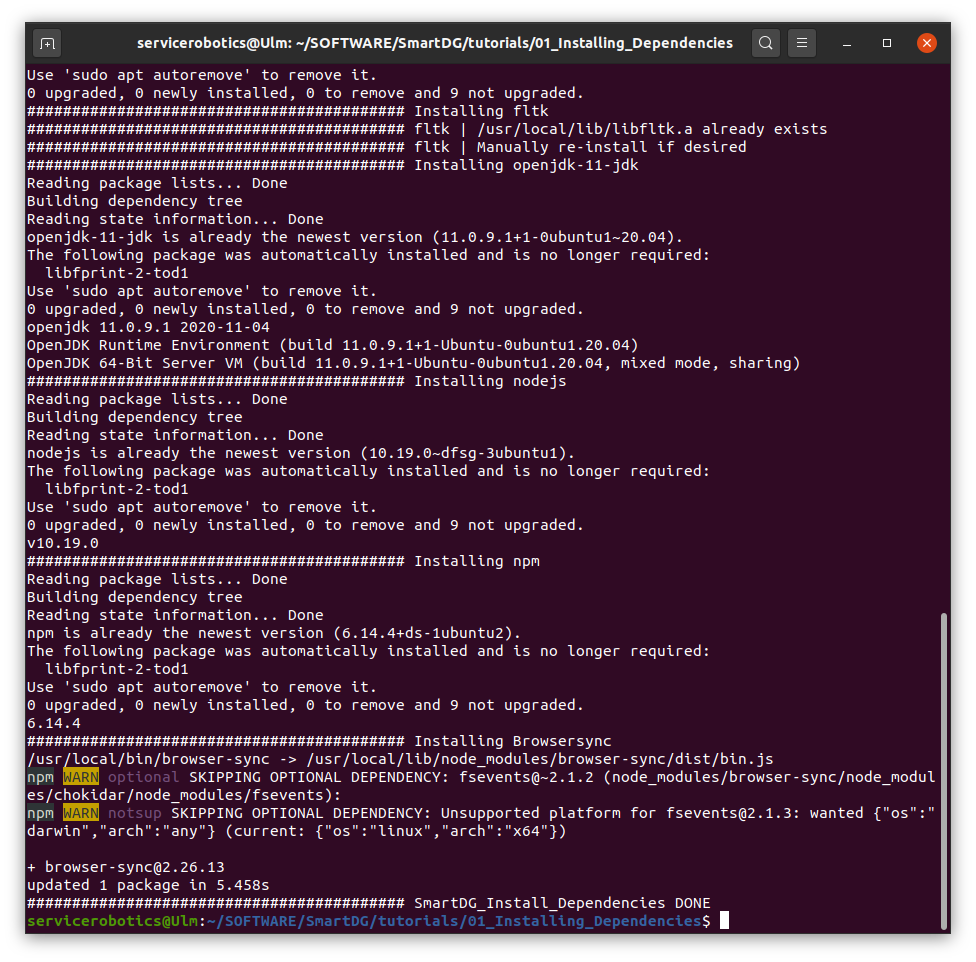 servicerobotics@Ulm: ~/SOFTWARE/SmartDG/tutorials/01_Installing_Dependencies
Use 'sudo apt autoremove' to remove it.
0 upgraded, 0 newly installed, 0 to remove and 9 not upgraded.
########################################## Installing fltk
########################################## fltk | /usr/local/lib/libfltk.a already exists
########################################## fltk | Manually re-install if desired
########################################## Installing openjdk-11-jdk
Reading package lists... Done
Building dependency tree
Reading state information... Done
openjdk-11-jdk is already the newest version (11.0.9.1+1-0ubuntu1~20.04).
The following package was automatically installed and is no longer required:
  libfprint-2-tod1
Use 'sudo apt autoremove' to remove it.
0 upgraded, 0 newly installed, 0 to remove and 9 not upgraded.
openjdk 11.0.9.1 2020-11-04
OpenJDK Runtime Environment (build 11.0.9.1+1-Ubuntu-0ubuntu1.20.04)
OpenJDK 64-Bit Server VM (build 11.0.9.1+1-Ubuntu-0ubuntu1.20.04, mixed mode, sharing)
########################################## Installing nodejs
Reading package lists... Done
Building dependency tree
Reading state information... Done
nodejs is already the newest version (10.19.0~dfsg-3ubuntu1).
The following package was automatically installed and is no longer required:
  libfprint-2-tod1
Use 'sudo apt autoremove' to remove it.
0 upgraded, 0 newly installed, 0 to remove and 9 not upgraded.
v10.19.0
########################################## Installing npm
Reading package lists... Done
Building dependency tree
Reading state information... Done
npm is already the newest version (6.14.4+ds-1ubuntu2).
The following package was automatically installed and is no longer required:
  libfprint-2-tod1
Use 'sudo apt autoremove' to remove it.
0 upgraded, 0 newly installed, 0 to remove and 9 not upgraded.
6.14.4
########################################## Installing Browsersync
/usr/local/bin/browser-sync -> /usr/local/lib/node_modules/browser-sync/dist/bin.js
npm WARN optional SKIPPING OPTIONAL DEPENDENCY: fsevents@~2.1.2 (node_modules/browser-sync/node_modul
es/chokidar/node_modules/fsevents):
npm WARN notsup SKIPPING OPTIONAL DEPENDENCY: Unsupported platform for fsevents@2.1.3: wanted {"os":"
darwin","arch":"any"} (current: {"os":"linux","arch":"x64"})
+ browser-sync@2.26.13
updated 1 package in 5.458s
########################################## SmartDG_Install_Dependencies DONE
servicerobotics@Ulm:~/SOFTWARE/SmartDG/tutorials/01_Installing_Dependencies$